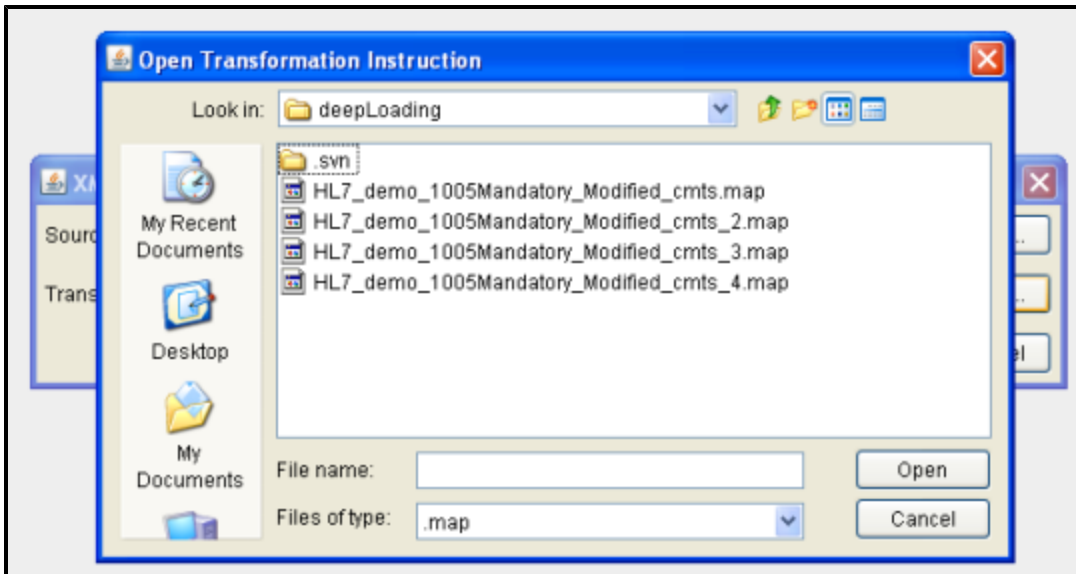 Open Transformation Instruction
Look in: deepLoading
.svn
HL7_demo_1005Mandatory_Modified_cmts.map
HL7_demo_1005Mandatory_Modified_cmts_2.map
HL7_demo_1005Mandatory_Modified_cmts_3.map
HL7_demo_1005Mandatory_Modified_cmts_4.map
My Recent
Documents
Desktop
My
Documents
File name:
Open
Files of type: .map
Cancel